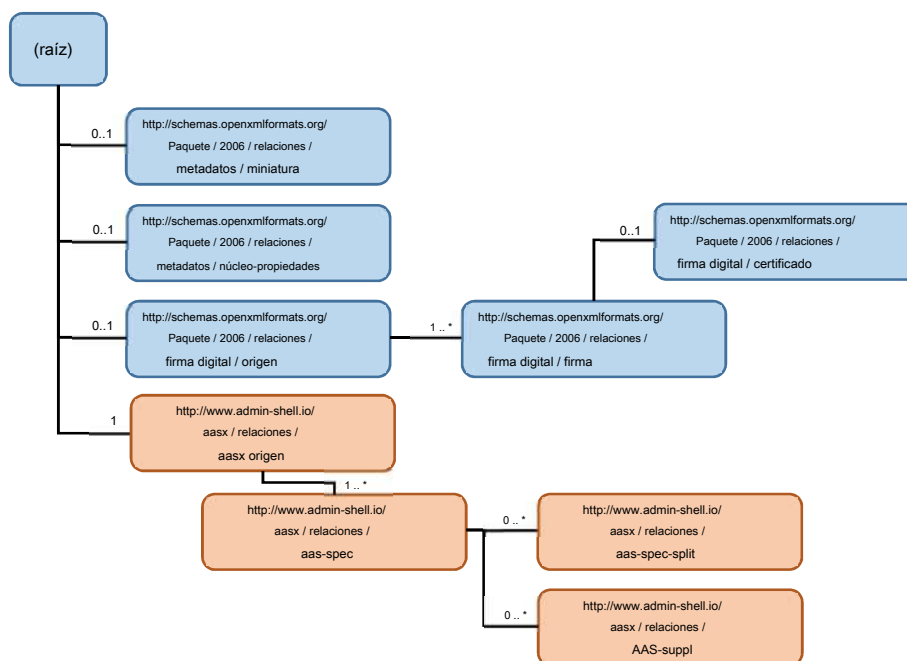 (raíz)
0..1
http://schemas.openxmlformats.org/
Paquete / 2006 / relaciones /
metadatos / miniatura
0..1
http://schemas.openxmlformats.org/
Paquete / 2006 / relaciones /
metadatos / núcleo-propiedades
0..1
http://schemas.openxmlformats.org/
Paquete / 2006 / relaciones /
firma digital / certificado
0..1
http://schemas.openxmlformats.org/
Paquete / 2006 / relaciones /
firma digital / origen
1 .. *
http://schemas.openxmlformats.org/
Paquete / 2006 / relaciones /
firma digital / firma
1
http://www.admin-shell.io/
aasx / relaciones /
aasx origen
1 .. *
http://www.admin-shell.io/
aasx / relaciones /
aas-spec
0 .. *
http://www.admin-shell.io/
aasx / relaciones /
aas-spec-split
0 .. *
http://www.admin-shell.io/
aasx / relaciones /
AAS-suppl